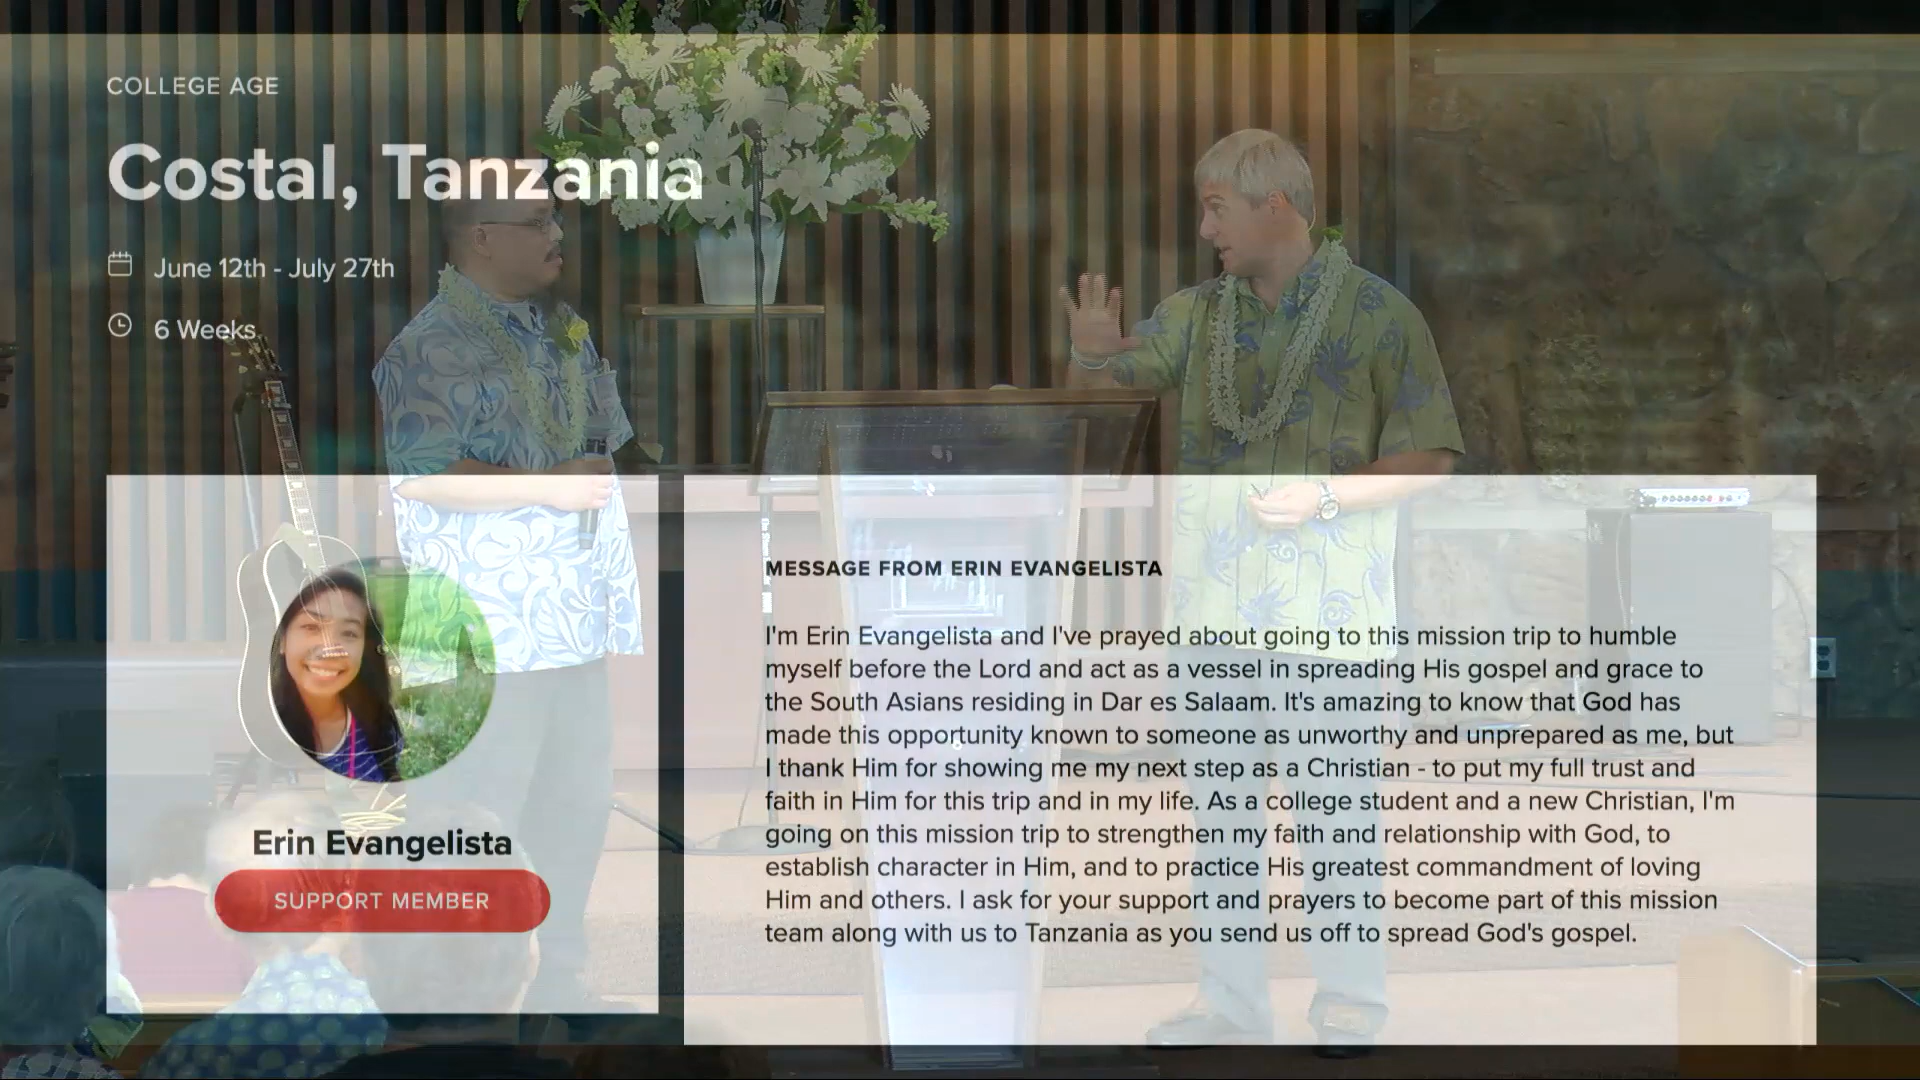 COLLEGE AGE
Costal, Tanzania
June 12th - July 27th
6 Weeks
Erin Evangelista
SUPPORT MEMBER
MESSAGE FROM ERIN EVANGELISTA
I'm Erin Evangelista and I've prayed about going to this mission trip to humble
myself before the Lord and act as a vessel in spreading His gospel and grace to
the South Asians residing in Dar es Salaam. It's amazing to know that God has
made this opportunity known to someone as unworthy and unprepared as me, but
I thank Him for showing me my next step as a Christian - to put my full trust and
faith in Him for this trip and in my life. As a college student and a new Christian, I'm
going on this mission trip to strengthen my faith and relationship with God, to
establish character in Him, and to practice His greatest commandment of loving
Him and others. I ask for your support and prayers to become part of this mission
team along with us to Tanzania as you send us off to spread God's gospel.